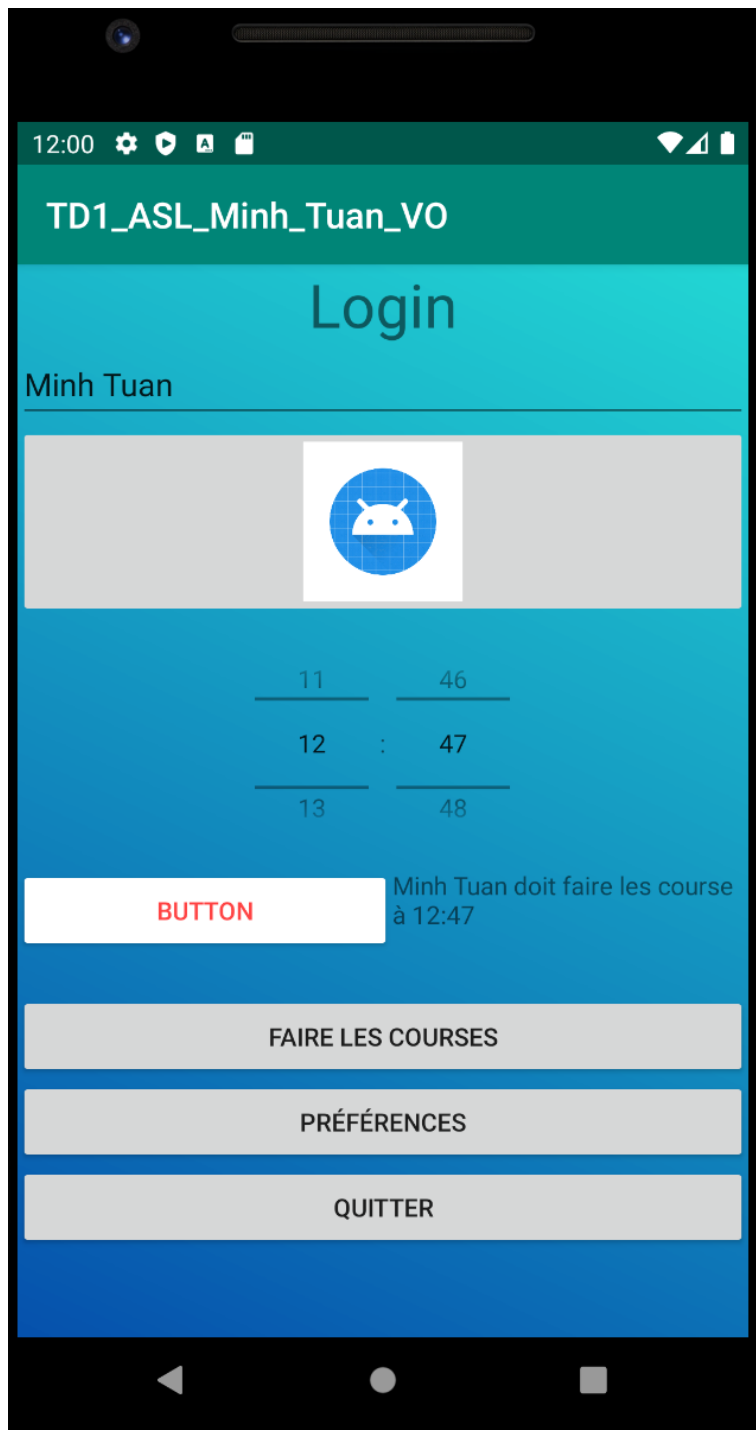 12:00
TD1_ASL_Minh_Tuan_VO
Login
Minh Tuan
11 46
12 : 47
13 48
BUTTON
Minh Tuan doit faire les course
à 12:47
FAIRE LES COURSES
PRÉFÉRENCES
QUITTER